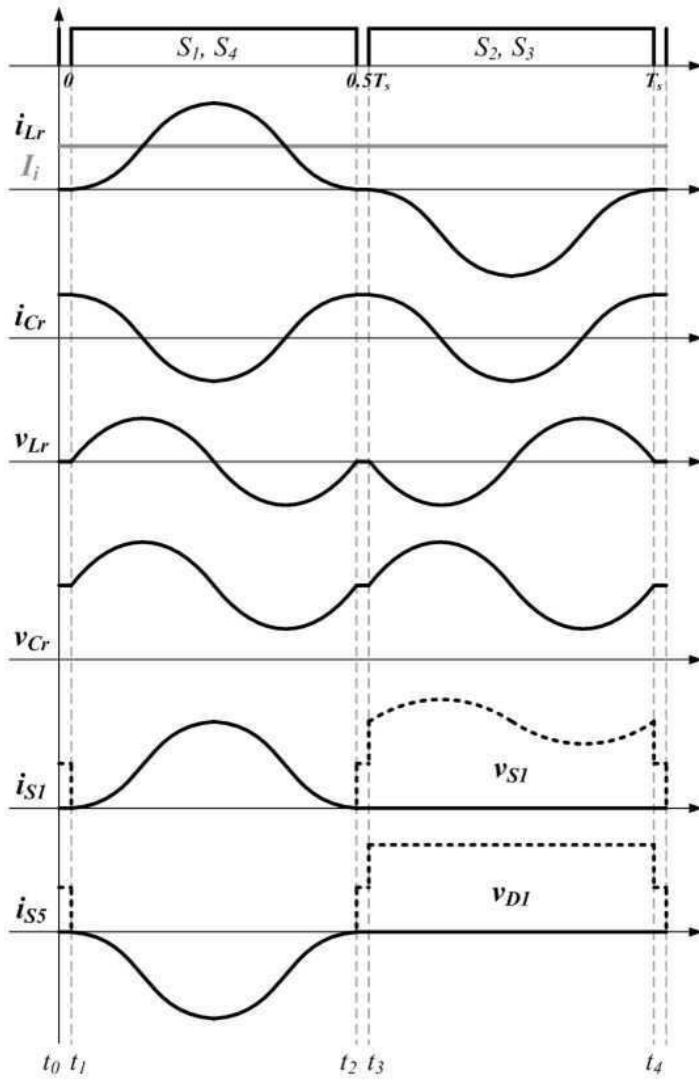 S1, S4 S2, S3
0 0.5Ts Ts
iLr
Ii
iCr
vLr
vCr
iS1 vS1
iS5 vD1
t0 t1 t2 t3 t4